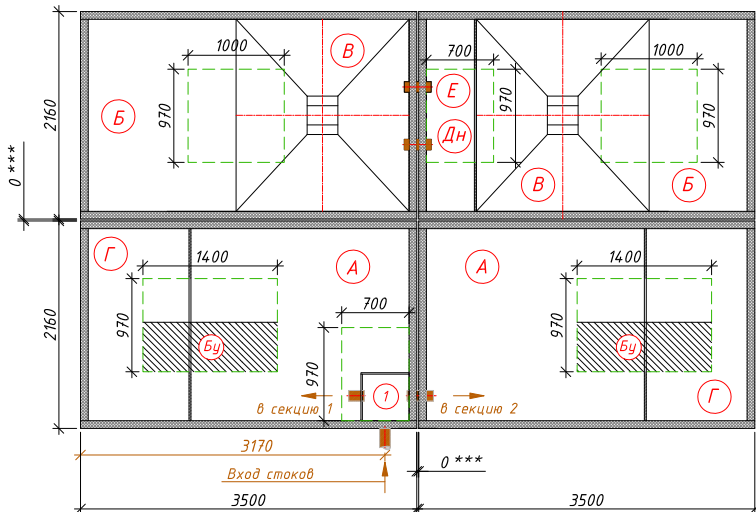 1000
В
700
1000
2160
970
Е
970
970
Б
Дн
В
Б
0 ***
Г
1400
А
А
1400
700
2160
970
970
970
Бу
Бу
1
Г
в секцию 1
в секцию 2
3170
0 ***
Вход стоков
3500
3500